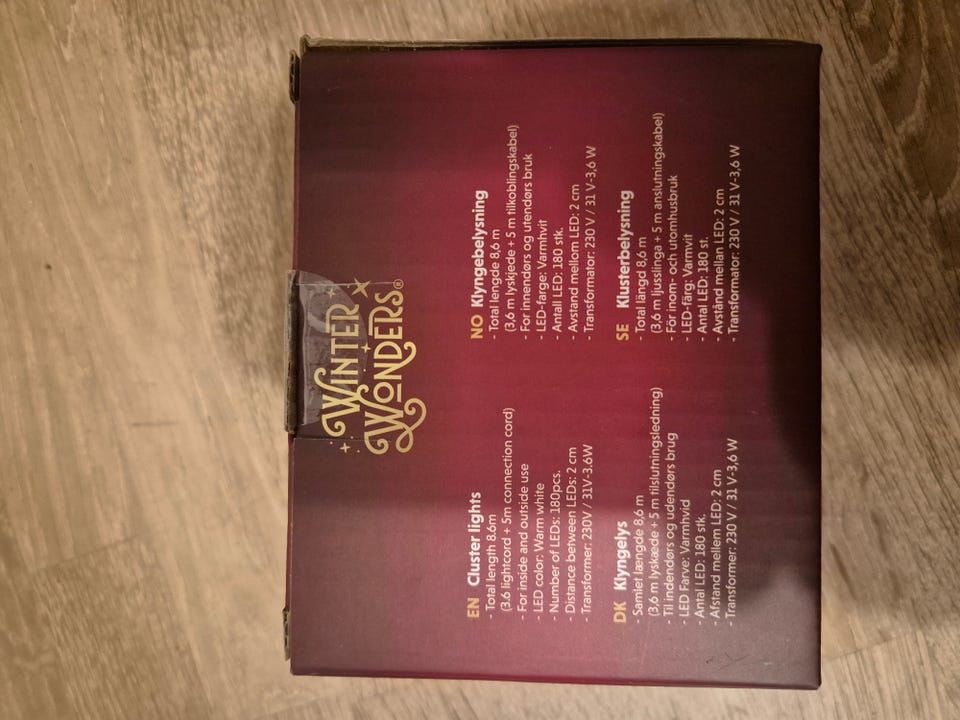 WINTER
WONDERS®
EN Cluster lights
- Total length 8.6m
(3.6 lightcord + 5m connection cord)
- For inside and outside use
- LED color: Warm white
- Number of LEDs: 180pcs.
- Distance between LEDs: 2 cm
- Transformer: 230V / 31V-3.6W
NO Klyngebelysning
- Total lengde 8,6 m
(3,6 m lyskjede + 5 m tilkoblingskabel)
- For innendørs og utendørs bruk
- LED-farge: Varmhvit
- Antal LED: 180 stk.
- Avstand mellom LED: 2 cm
- Transformator: 230 V / 31 V-3,6 W
DK Klyngelys
- Samlet længde 8,6 m
(3,6 m lyskæde + 5 m tilslutningsledning)
- Til indendørs og udendørs brug
- LED Farve: Varmhvid
- Antal LED: 180 stk.
- Afstand mellem LED: 2 cm
- Transformer: 230 V / 31 V-3,6 W
SE Klusterbelysning
- Total längd 8,6 m
(3,6 m ljusslinga + 5 m anslutningskabel)
- För inom- och utomhusbruk
- LED-färg: Varmvit
- Antal LED: 180 st.
- Avstånd mellan LED: 2 cm
- Transformator: 230 V / 31 V-3,6 W